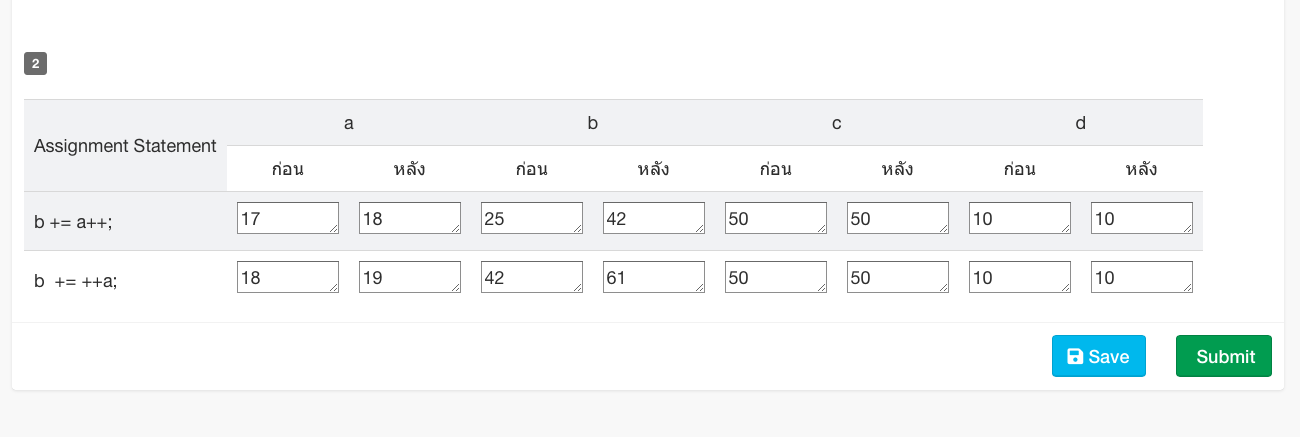 2
Assignment Statement a b c d
ก่อน หลัง ก่อน หลัง ก่อน หลัง ก่อน หลัง
b += a++; 17 18 25 42 50 50 10 10
b += ++a; 18 19 42 61 50 50 10 10
Save Submit